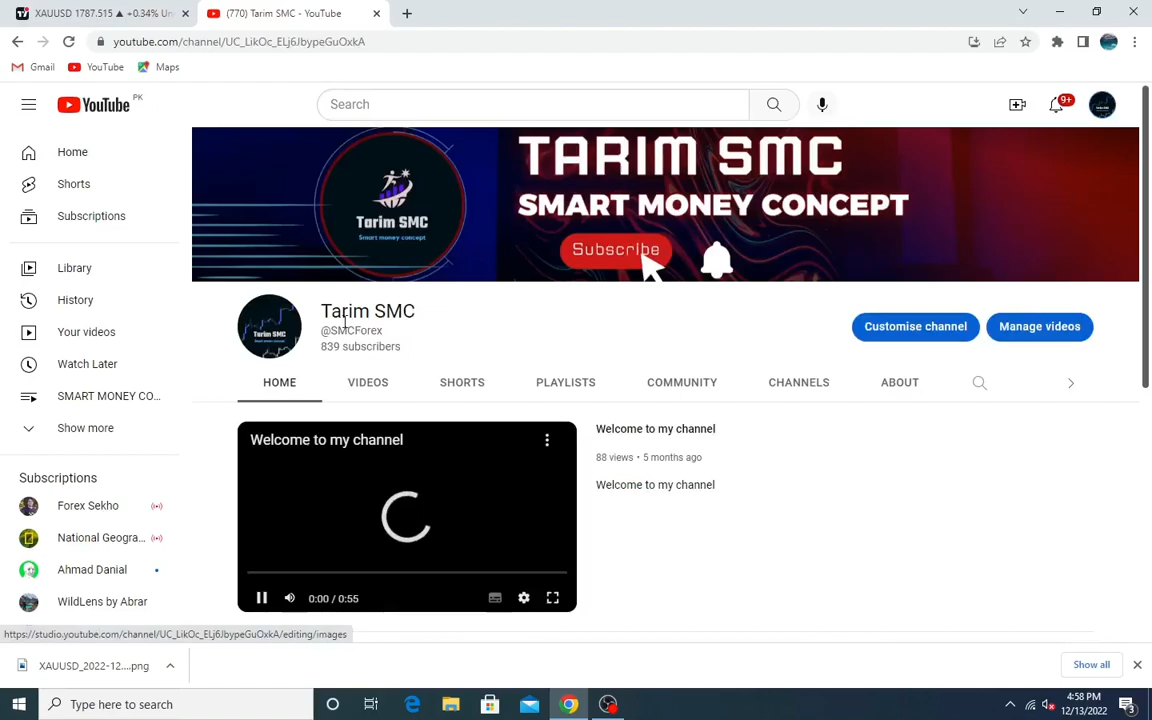 XAUUSD 1787.515 ▲ +0.34% Un
(770) Tarim SMC - YouTube
youtube.com/channel/UC_LikOc_ELj6JbypeGuOxkA
Gmail
YouTube
Maps
YouTube PK
Search
9+
Home
Shorts
Subscriptions
Library
History
Your videos
Watch Later
SMART MONEY CO...
Show more
Subscriptions
Forex Sekho
National Geogra...
Ahmad Danial
WildLens by Abrar
TARIM SMC
SMART MONEY CONCEPT
Subscribe
Tarim SMC
Smart money concept
Tarim SMC
Tarim SMC
@SMCForex
839 subscribers
Customise channel
Manage videos
HOME
VIDEOS
SHORTS
PLAYLISTS
COMMUNITY
CHANNELS
ABOUT
Welcome to my channel
0:00 / 0:55
Welcome to my channel
88 views • 5 months ago
Welcome to my channel
https://studio.youtube.com/channel/UC_LikOc_ELj6JbypeGuOxkA/editing/images
XAUUSD_2022-12....png
Show all
Type here to search
4:58 PM
12/13/2022
3